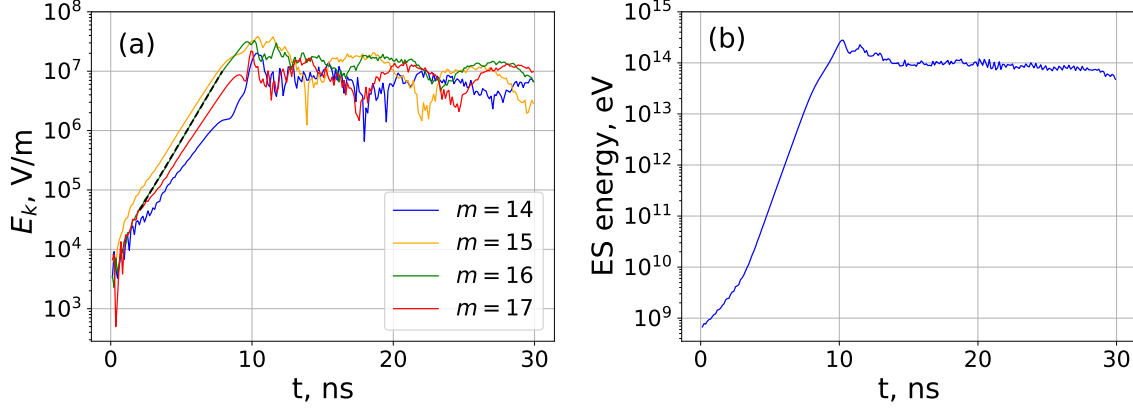 (a)
E_k, V/m
10^8
10^7
10^6
10^5
10^4
10^3
m = 14
m = 15
m = 16
m = 17
0 10 20 30
t, ns
(b)
ES energy, eV
10^15
10^14
10^13
10^12
10^11
10^10
10^9
0 10 20 30
t, ns